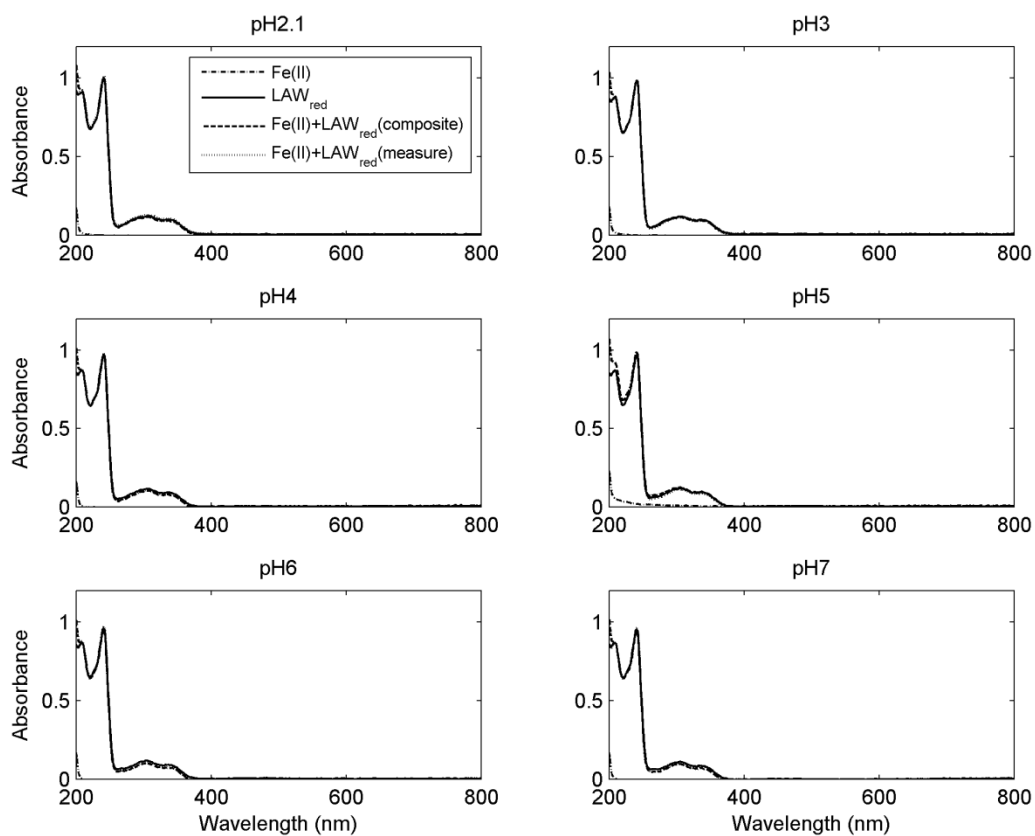 pH2.1
pH3
Absorbance
1
0.5
0
200
400
600
800
Fe(II)
LAWred
Fe(II)+LAWred(composite)
Fe(II)+LAWred(measure)
1
0.5
0
200
400
600
800
pH4
pH5
Absorbance
1
0.5
0
200
400
600
800
1
0.5
0
200
400
600
800
pH6
pH7
Absorbance
1
0.5
0
200
400
600
800
Wavelength (nm)
1
0.5
0
200
400
600
800
Wavelength (nm)